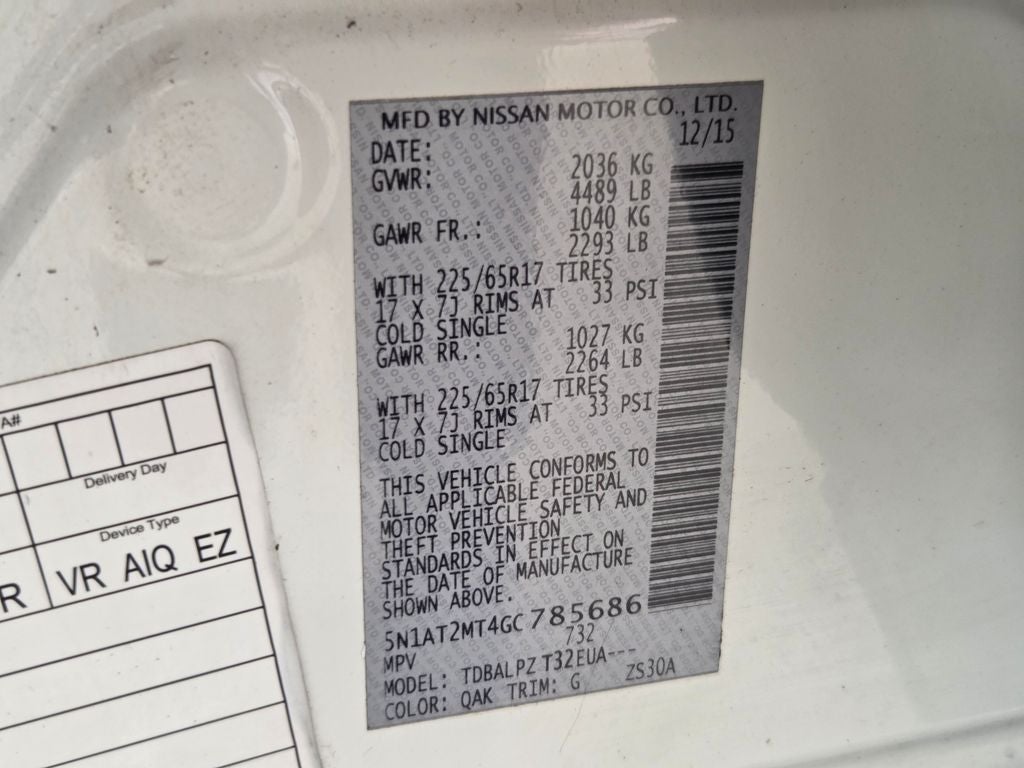 MFD BY NISSAN MOTOR CO., LTD.
DATE: 12/15
GVWR: 2036 KG
4489 LB
GAWR FR.: 1040 KG
2293 LB
WITH 225/65R17 TIRES
17 X 7J RIMS AT 33 PSI
COLD SINGLE
GAWR RR.: 1027 KG
2264 LB
WITH 225/65R17 TIRES
17 X 7J RIMS AT 33 PSI
COLD SINGLE
THIS VEHICLE CONFORMS TO
ALL APPLICABLE FEDERAL
MOTOR VEHICLE SAFETY AND
THEFT PREVENTION
STANDARDS IN EFFECT ON
THE DATE OF MANUFACTURE
SHOWN ABOVE.
5N1AT2MT4GC785686
MPV 732
MODEL: TDBALPZ T32EUA---
COLOR: QAK TRIM: G ZS30A
A#
Delivery Day
Device Type
R VR AIQ EZ